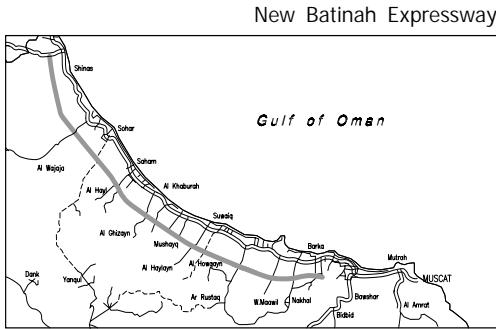 New Batinah Expressway
Shinas
Gulf of Oman
Sohar
Saham
Al Wajaja
Al Hayl
Al Khaburah
Suwaiq
Al Ghizayn
Mushayq
Barka
Mutrah
Dank
Yanqul
Al Haylayn
Al Howqayn
MUSCAT
Ar Rustaq
W.Maawil
Nakhal
Bawshar
Al Amrat
Bidbid